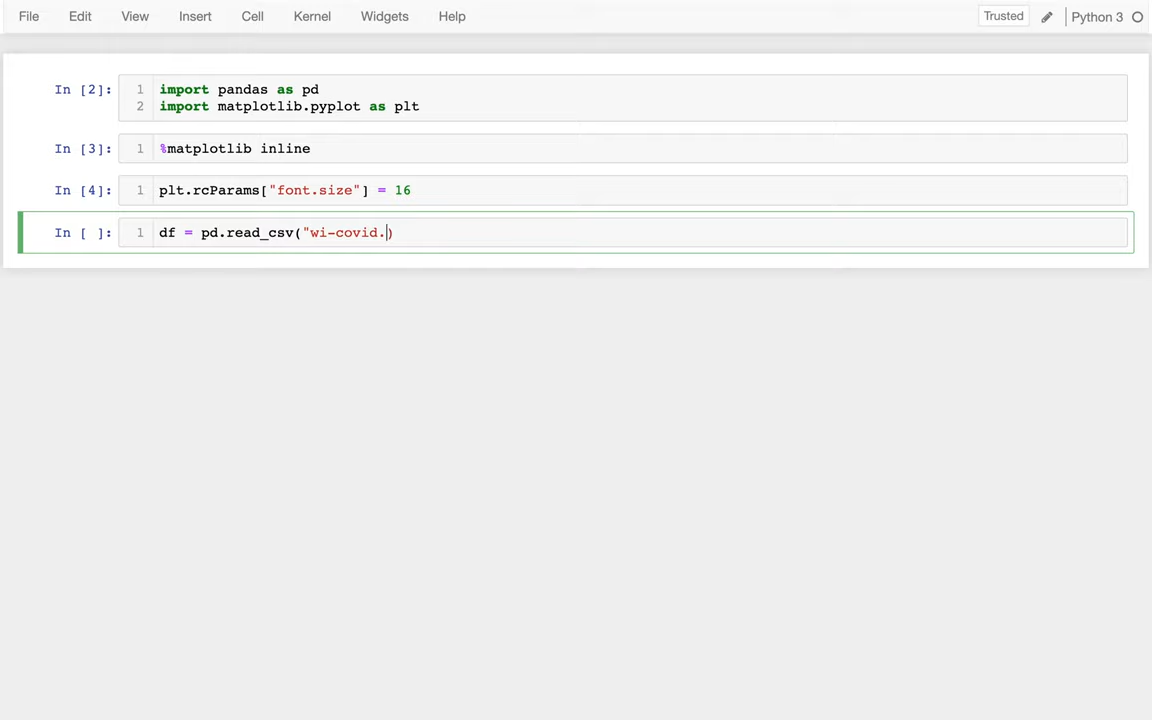 File Edit View Insert Cell Kernel Widgets Help Trusted Python 3
In [2]: 1 import pandas as pd
2 import matplotlib.pyplot as plt
In [3]: 1 %matplotlib inline
In [4]: 1 plt.rcParams["font.size"] = 16
In [ ]: 1 df = pd.read_csv("wi-covid.)